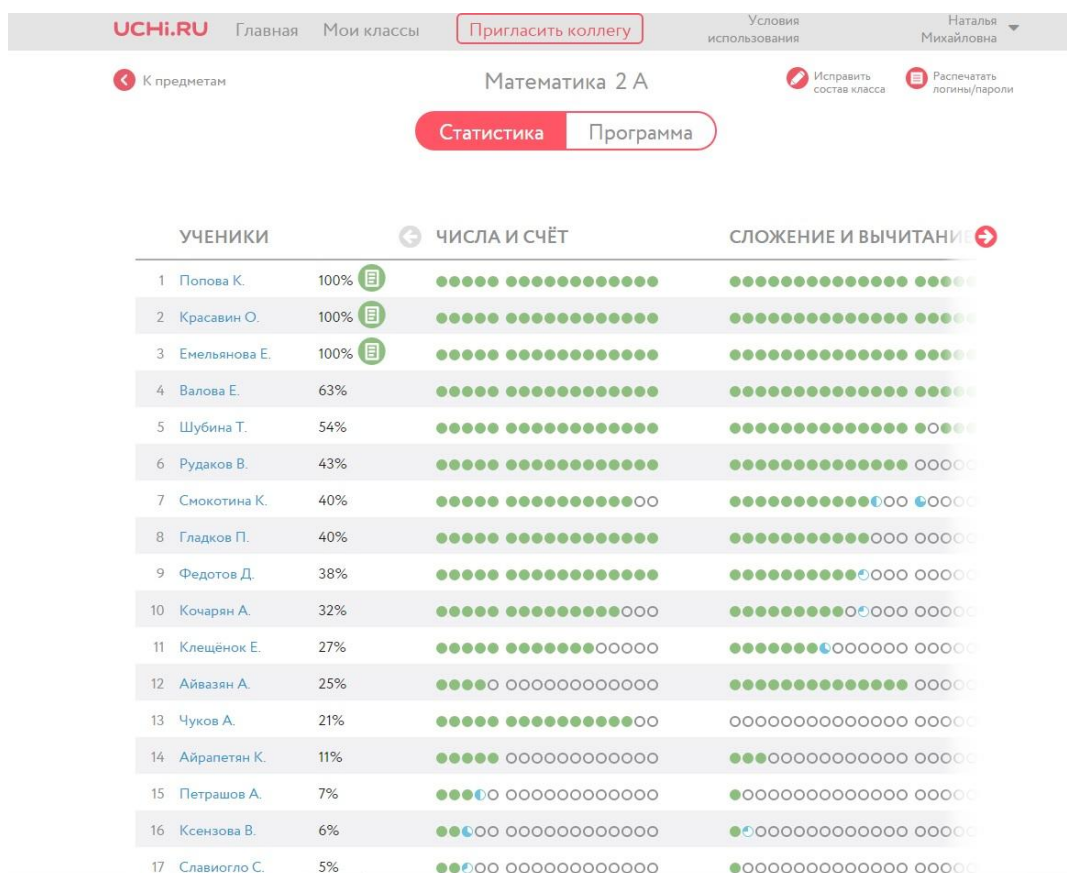 UCHi.RU Главная Мои классы Пригласить коллегу Условия использования Наталья Михайловна
К предметам Математика 2 А Исправить состав класса Распечатать логины/пароли
Статистика Программа
УЧЕНИКИ ЧИСЛА И СЧЁТ СЛОЖЕНИЕ И ВЫЧИТАНИЕ
1 Попова К. 100%
2 Красавин О. 100%
3 Емельянова Е. 100%
4 Валова Е. 63%
5 Шубина Т. 54%
6 Рудаков В. 43%
7 Смокотина К. 40%
8 Гладков П. 40%
9 Федотов Д. 38%
10 Кочарян А. 32%
11 Клещёнок Е. 27%
12 Айвазян А. 25%
13 Чуков А. 21%
14 Айрапетян К. 11%
15 Петрашов А. 7%
16 Ксензова В. 6%
17 Славиогло С. 5%